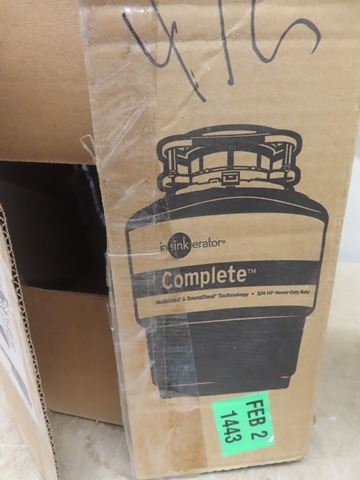 insinkerator®
Complete™
MultiGrind® & SoundSeal® Technology • 3/4 HP Heavy-Duty Motor
FEB 2
1443